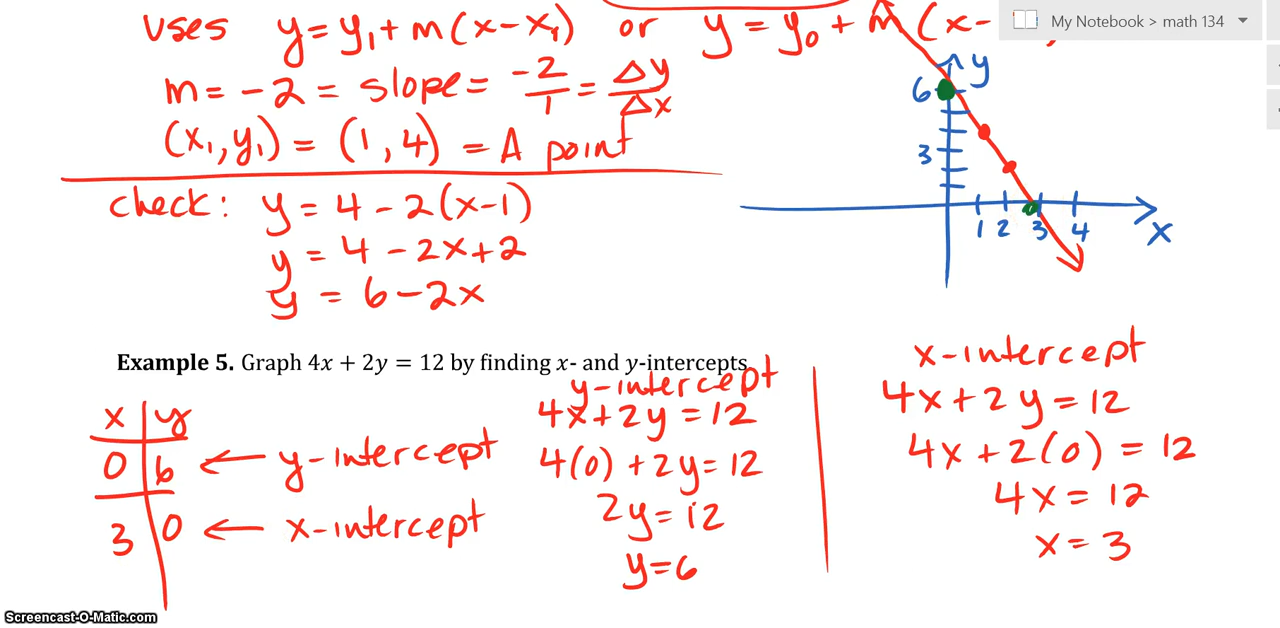 uses y = y₁ + m(x - x₁) or y = y₀ + m(x -
My Notebook > math 134
m = -2 = slope = -2/1 = Δy/Δx
(x₁, y₁) = (1, 4) = A point
check: y = 4 - 2(x - 1)
y = 4 - 2x + 2
y = 6 - 2x
y
6
3
1 2 3 4
x
Example 5. Graph 4x + 2y = 12 by finding x- and y-intercepts
x | y
0 | 6 ← y-intercept
3 | 0 ← x-intercept
y-intercept
4x + 2y = 12
4(0) + 2y = 12
2y = 12
y = 6
x-intercept
4x + 2y = 12
4x + 2(0) = 12
4x = 12
x = 3
Screencast-O-Matic.com